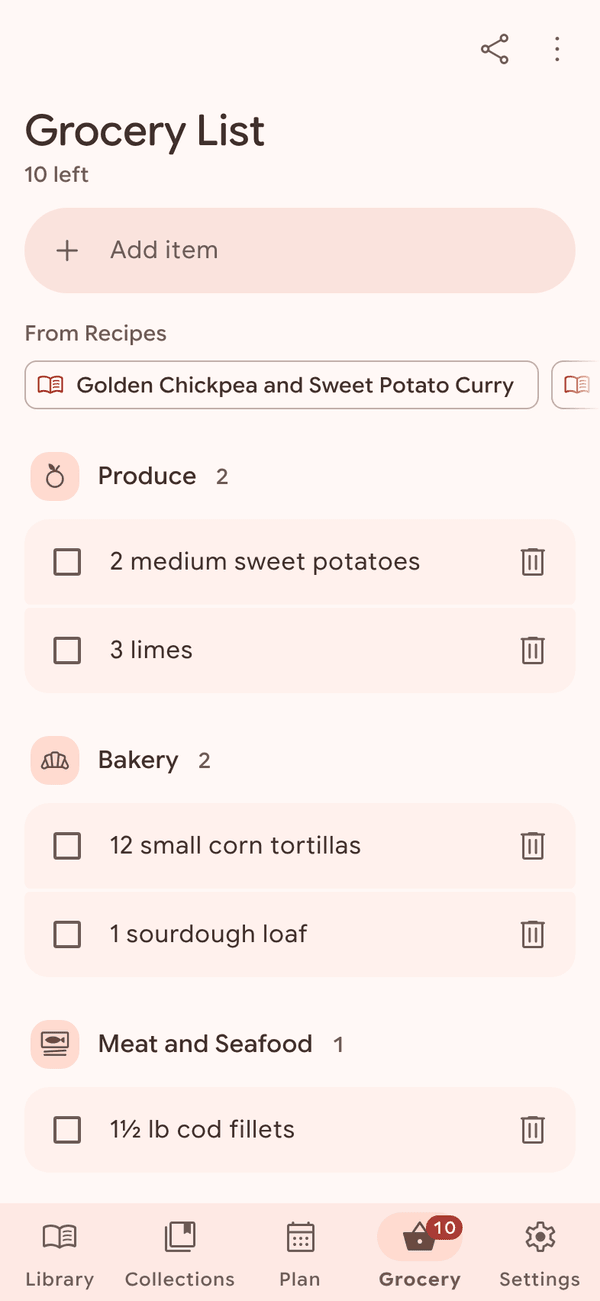 Grocery List
10 left
Add item
From Recipes
Golden Chickpea and Sweet Potato Curry
Produce 2
2 medium sweet potatoes
3 limes
Bakery 2
12 small corn tortillas
1 sourdough loaf
Meat and Seafood 1
1½ lb cod fillets
10
Library Collections Plan Grocery Settings